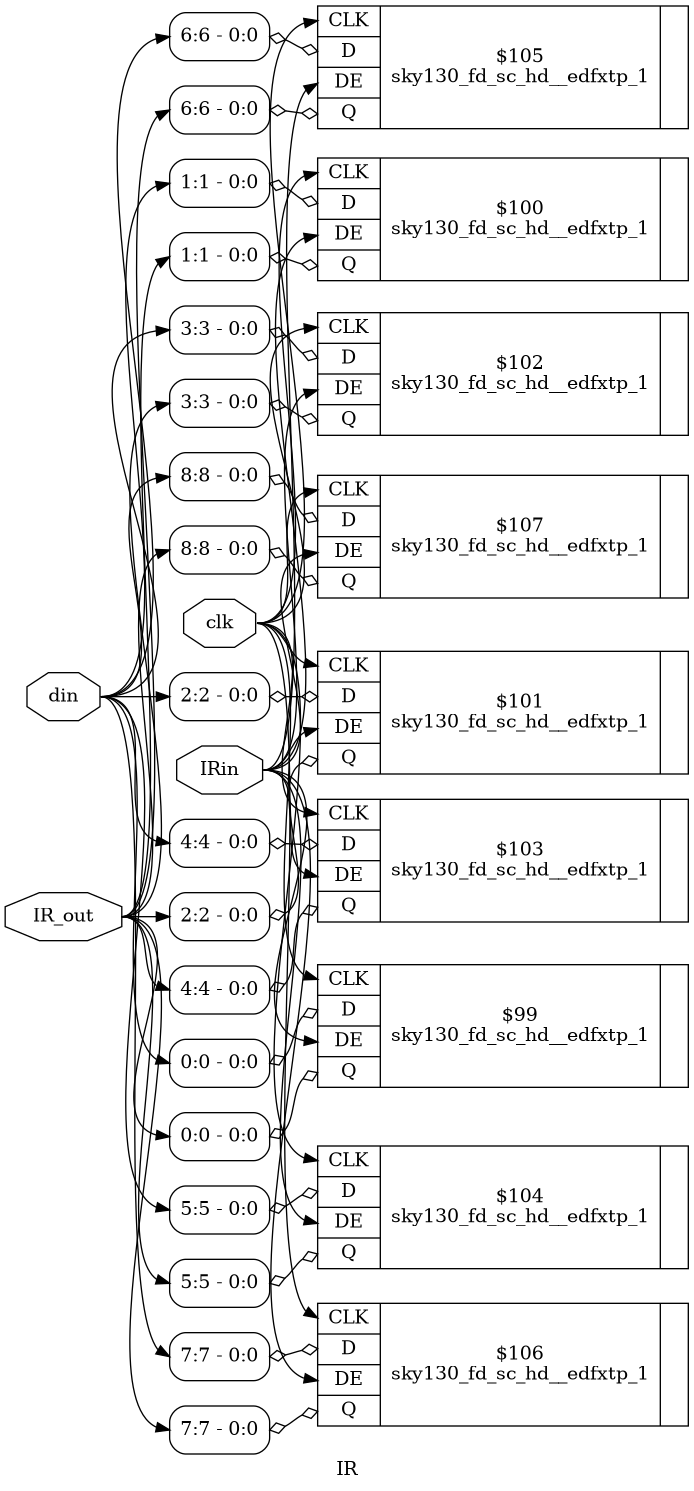 6:6 - 0:0
CLK
D
DE
Q
$105
sky130_fd_sc_hd__edfxtp_1
6:6 - 0:0
1:1 - 0:0
CLK
D
DE
Q
$100
sky130_fd_sc_hd__edfxtp_1
1:1 - 0:0
3:3 - 0:0
CLK
D
DE
Q
$102
sky130_fd_sc_hd__edfxtp_1
3:3 - 0:0
8:8 - 0:0
CLK
D
DE
Q
$107
sky130_fd_sc_hd__edfxtp_1
8:8 - 0:0
clk
din
2:2 - 0:0
CLK
D
DE
Q
$101
sky130_fd_sc_hd__edfxtp_1
IRin
4:4 - 0:0
CLK
D
DE
Q
$103
sky130_fd_sc_hd__edfxtp_1
IR_out
2:2 - 0:0
4:4 - 0:0
CLK
D
DE
Q
$99
sky130_fd_sc_hd__edfxtp_1
0:0 - 0:0
0:0 - 0:0
5:5 - 0:0
CLK
D
DE
Q
$104
sky130_fd_sc_hd__edfxtp_1
5:5 - 0:0
7:7 - 0:0
CLK
D
DE
Q
$106
sky130_fd_sc_hd__edfxtp_1
7:7 - 0:0
IR